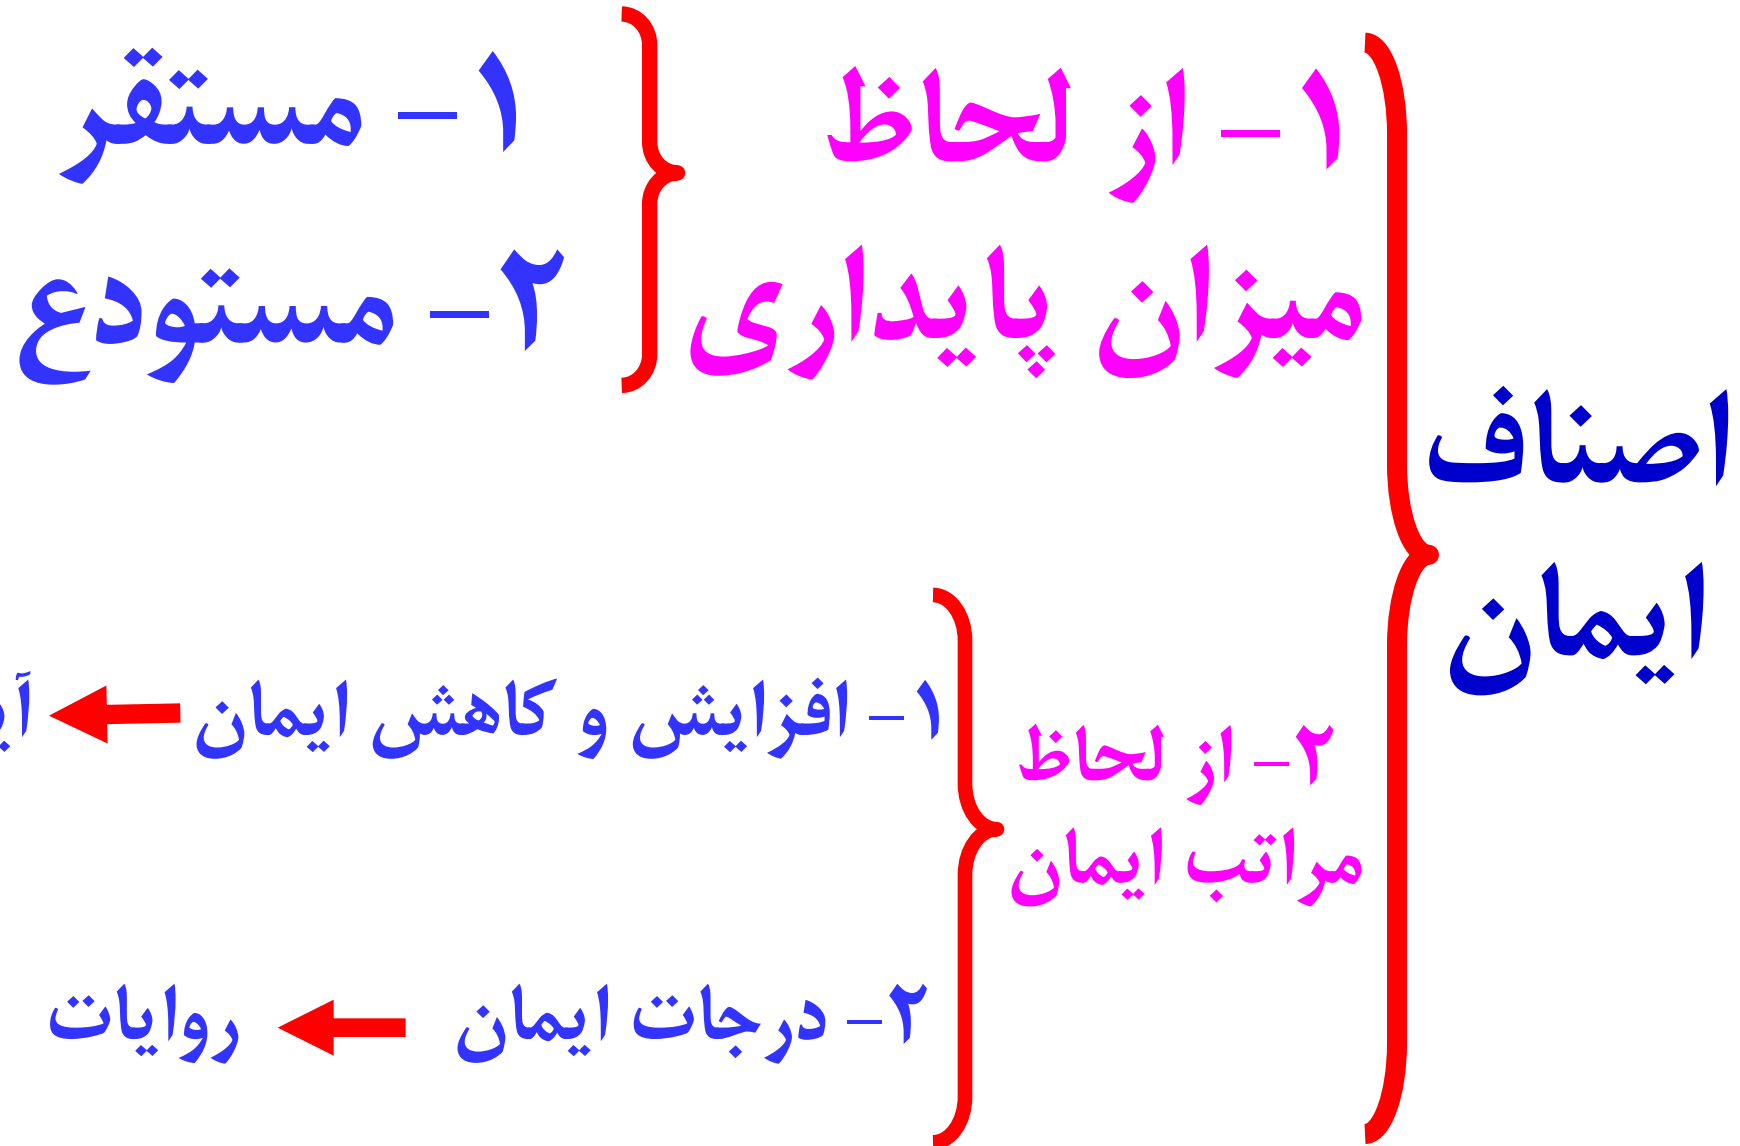 اصناف
ایمان
۱- از لحاظ
میزان پایداری
۱- مستقر
۲- مستودع
۲- از لحاظ
مراتب ایمان
۱- افزایش و کاهش ایمان
۲- درجات ایمان
روایات